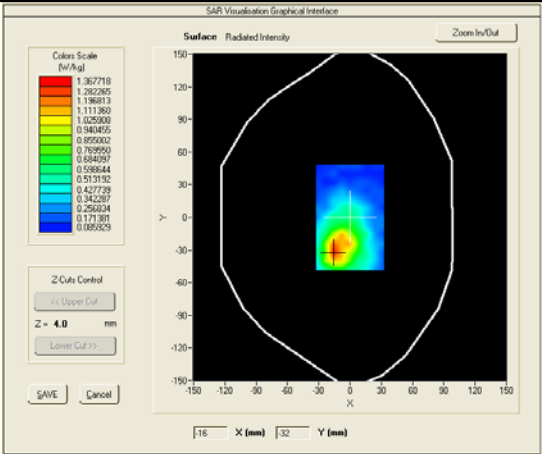 SAR Visualisation Graphical Interface
Surface Radiated Intensity
Zoom In/Out
Colors Scale
(W/kg)
1.367718
1.282265
1.196813
1.111360
1.025908
0.940455
0.855002
0.769550
0.684097
0.598644
0.513192
0.427739
0.342287
0.256834
0.171381
0.085929
Z-Cuts Control
<< Upper Cut
Z = 4.0 mm
Lower Cut >>
SAVE Cancel
150
120
90
60
30
0
-30
-60
-90
-120
-150
Y
-150 -120 -90 -60 -30 0 30 60 90 120 150
X
-16 X (mm) -32 Y (mm)